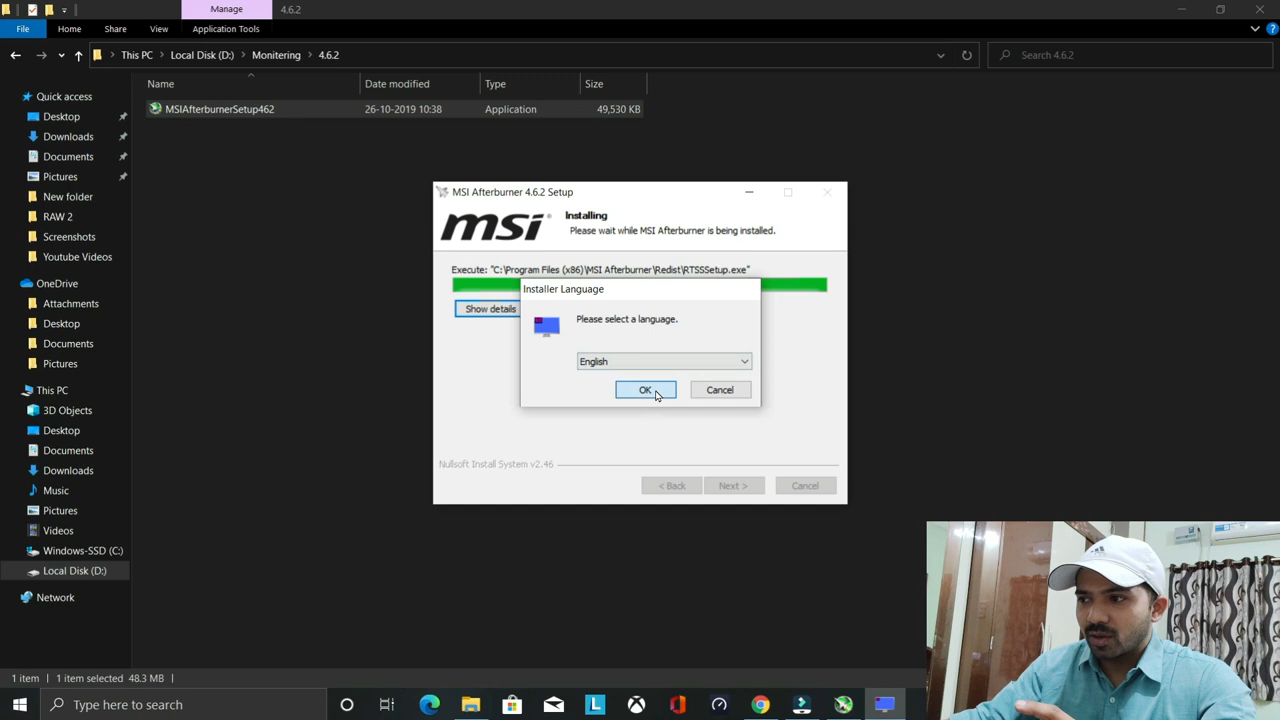 Manage
4.6.2
File
Home
Share
View
Application Tools
This PC
Local Disk (D:)
Monitering
4.6.2
Search 4.6.2
Name
Date modified
Type
Size
MSIAfterburnerSetup462
26-10-2019 10:38
Application
49,530 KB
Quick access
Desktop
Downloads
Documents
Pictures
New folder
RAW 2
Screenshots
Youtube Videos
OneDrive
Attachments
Desktop
Documents
Pictures
This PC
3D Objects
Desktop
Documents
Downloads
Music
Pictures
Videos
Windows-SSD (C:)
Local Disk (D:)
Network
MSI Afterburner 4.6.2 Setup
msi
Installing
Please wait while MSI Afterburner is being installed.
Execute: "C:\Program Files (x86)\MSI Afterburner\Redist\RTSSSetup.exe"
Show details
Installer Language
Please select a language.
English
OK
Cancel
Nullsoft Install System v2.46
< Back
Next >
Cancel
1 item
1 item selected 48.3 MB
Type here to search